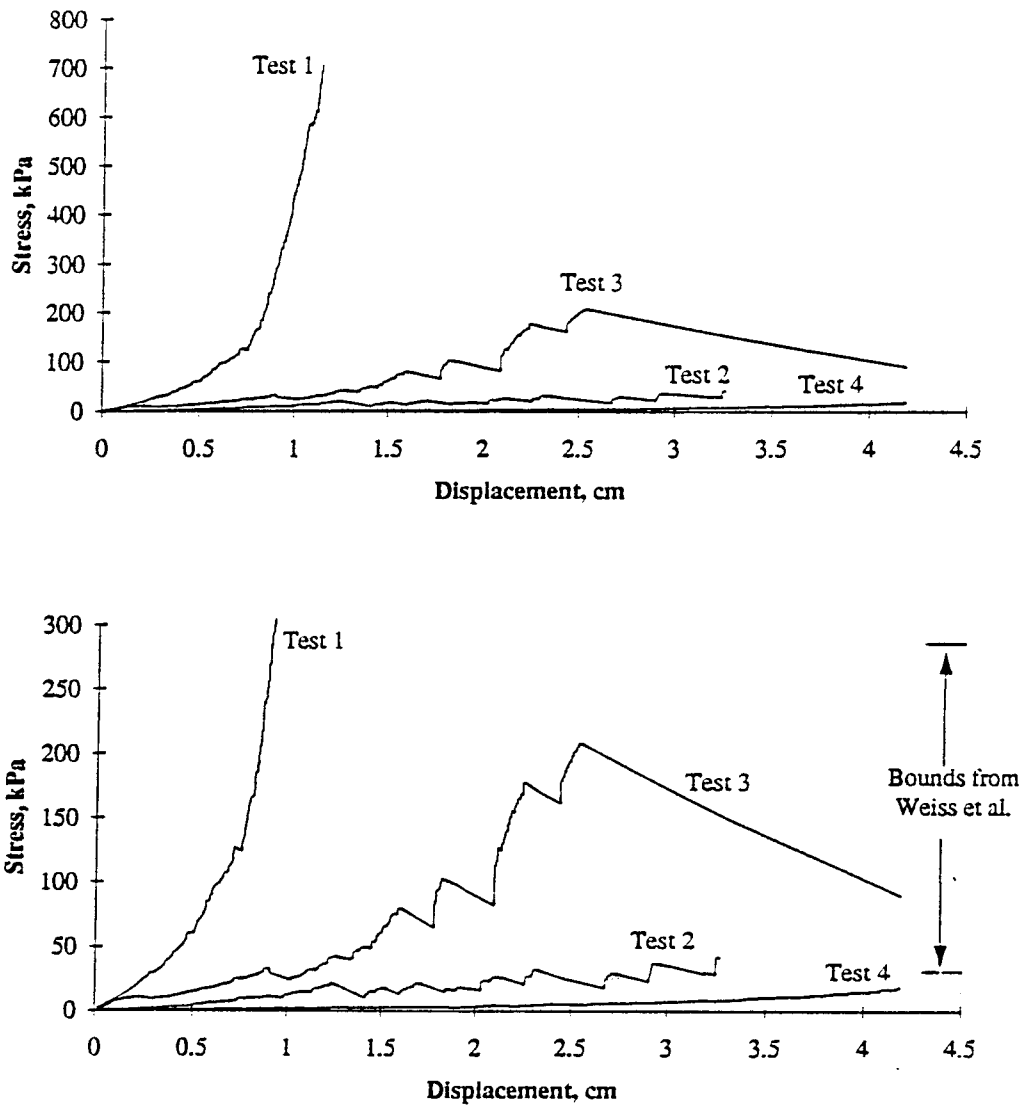 800
700
600
500
400
300
200
100
0
Stress, kPa
Test 1
Test 3
Test 2
Test 4
0 0.5 1 1.5 2 2.5 3 3.5 4 4.5
Displacement, cm
300
250
200
150
100
50
0
Stress, kPa
Test 1
Test 3
Bounds from
Weiss et al.
Test 2
Test 4
0 0.5 1 1.5 2 2.5 3 3.5 4 4.5
Displacement, cm